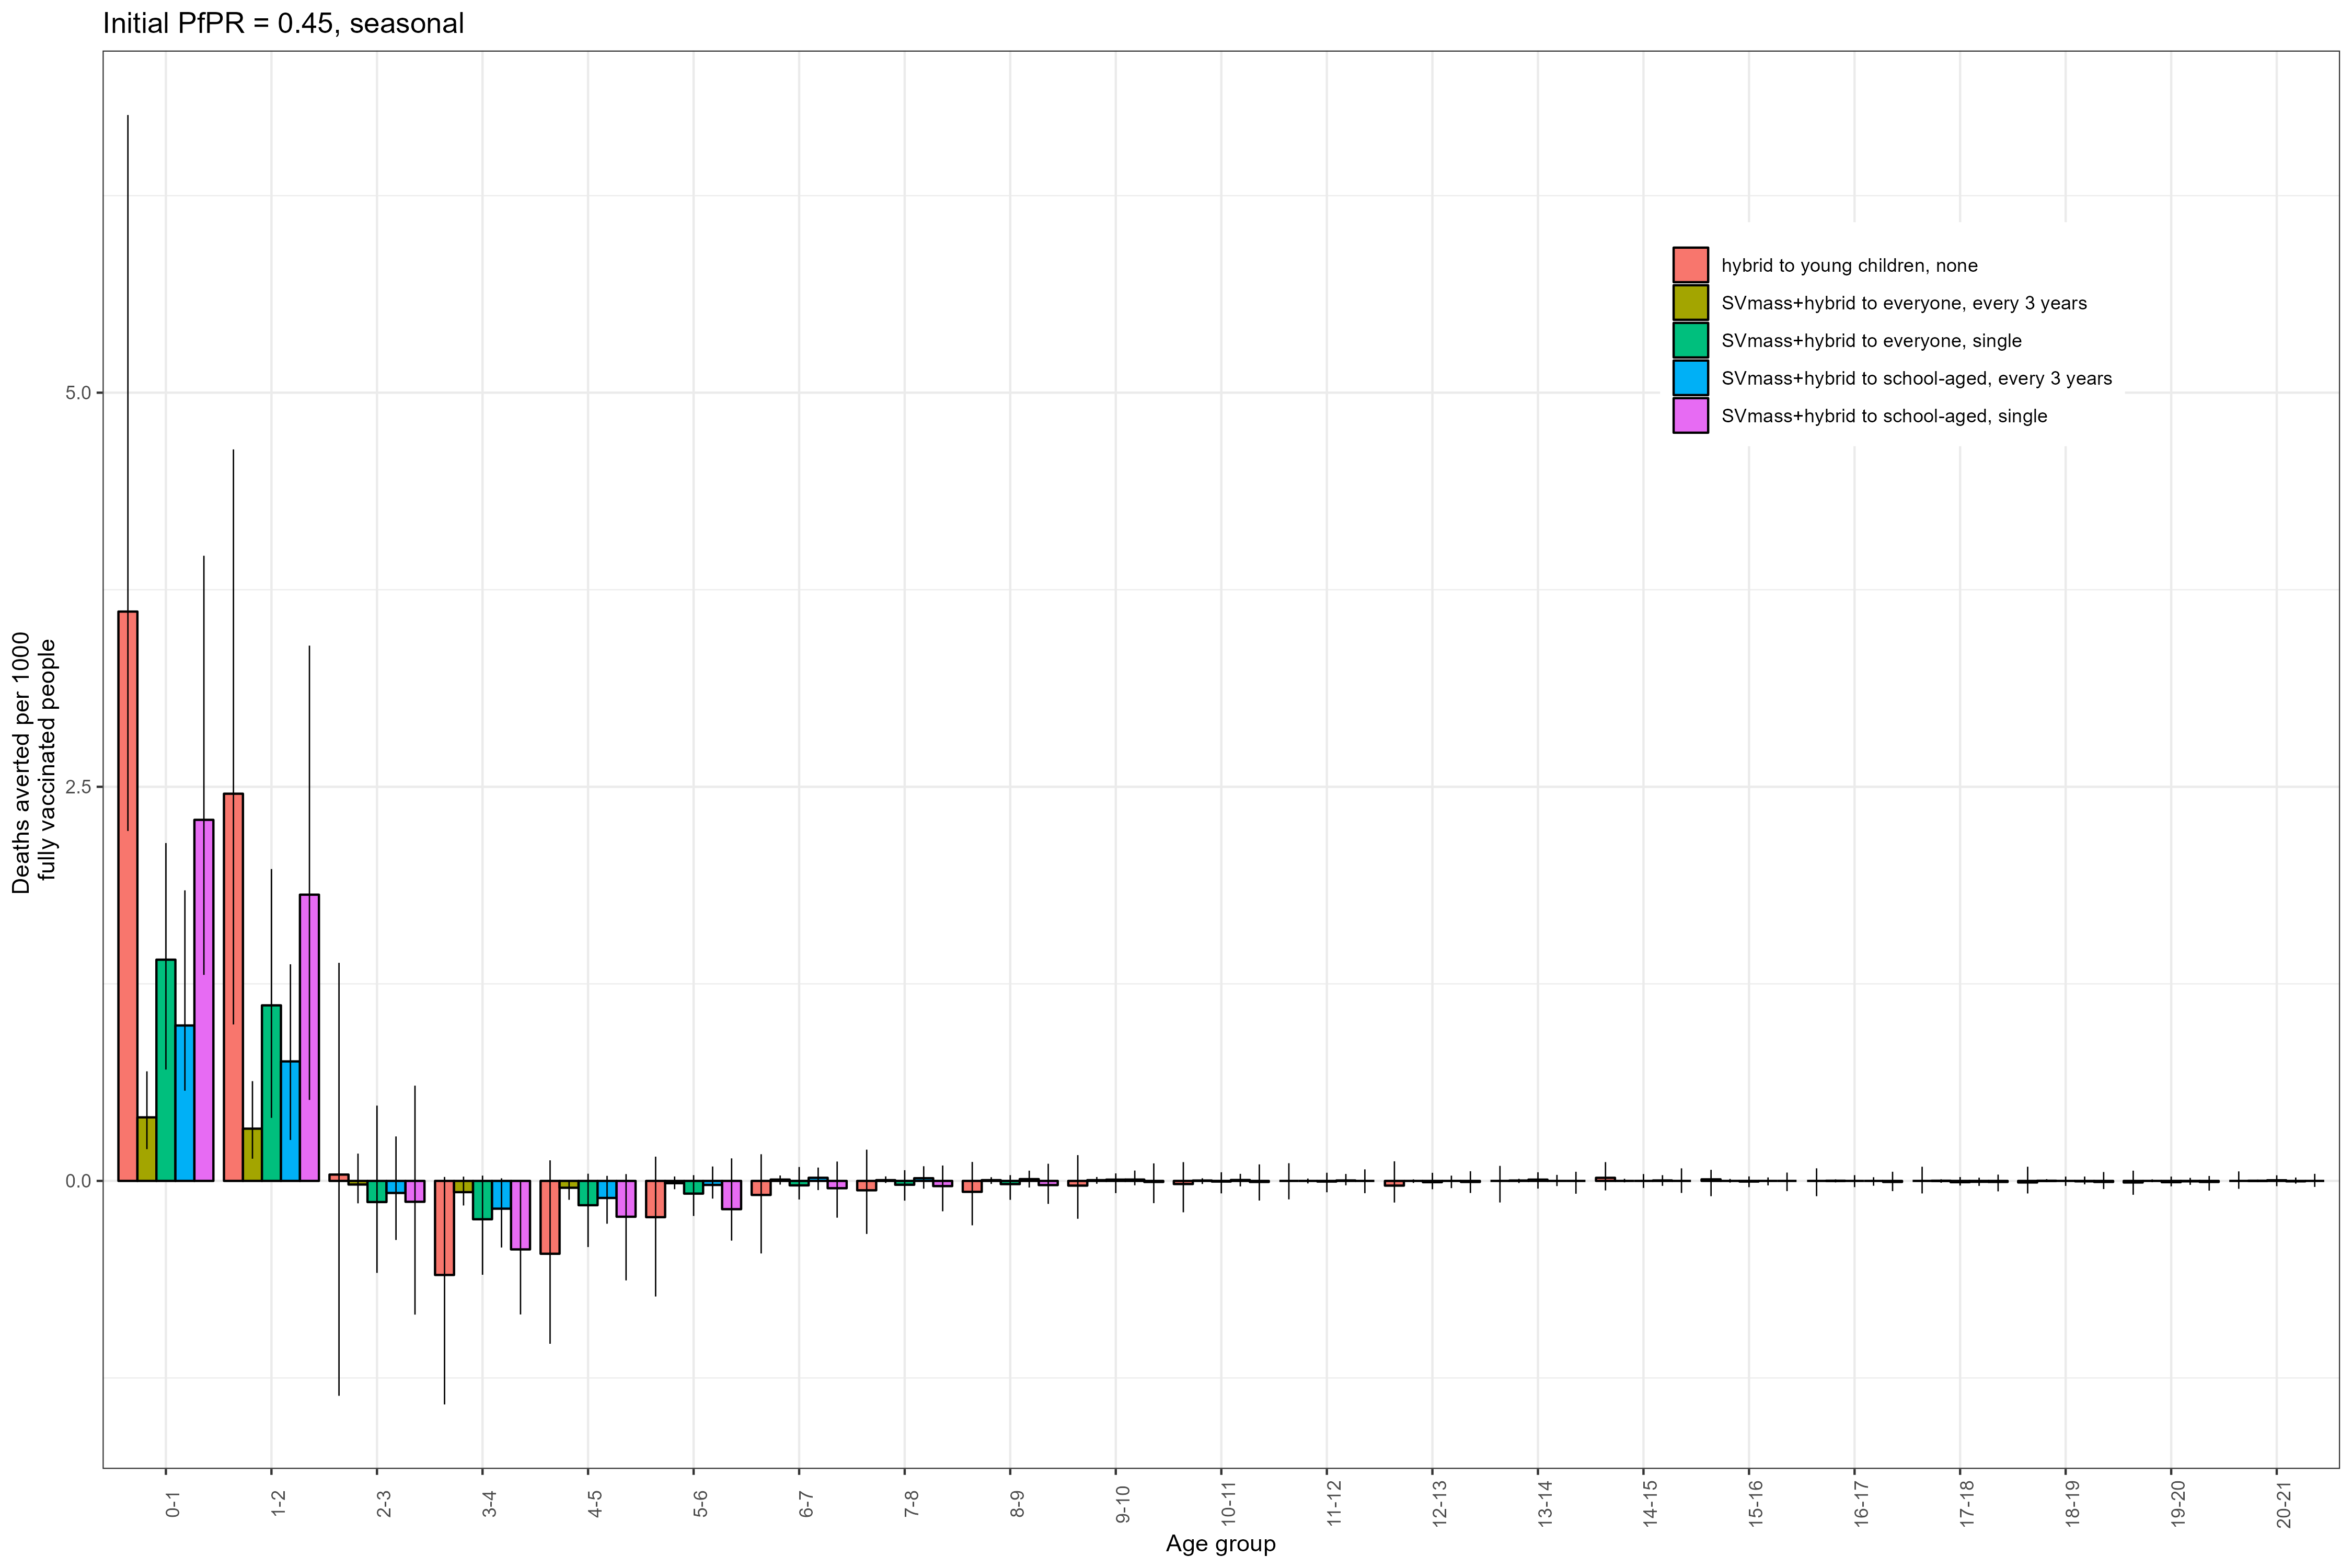 Initial PfPR = 0.45, seasonal
Deaths averted per 1000
fully vaccinated people
5.0
2.5
0.0
hybrid to young children, none
SVmass+hybrid to everyone, every 3 years
SVmass+hybrid to everyone, single
SVmass+hybrid to school-aged, every 3 years
SVmass+hybrid to school-aged, single
0-1
1-2
2-3
3-4
4-5
5-6
6-7
7-8
8-9
9-10
10-11
11-12
12-13
13-14
14-15
15-16
16-17
17-18
18-19
19-20
20-21
Age group